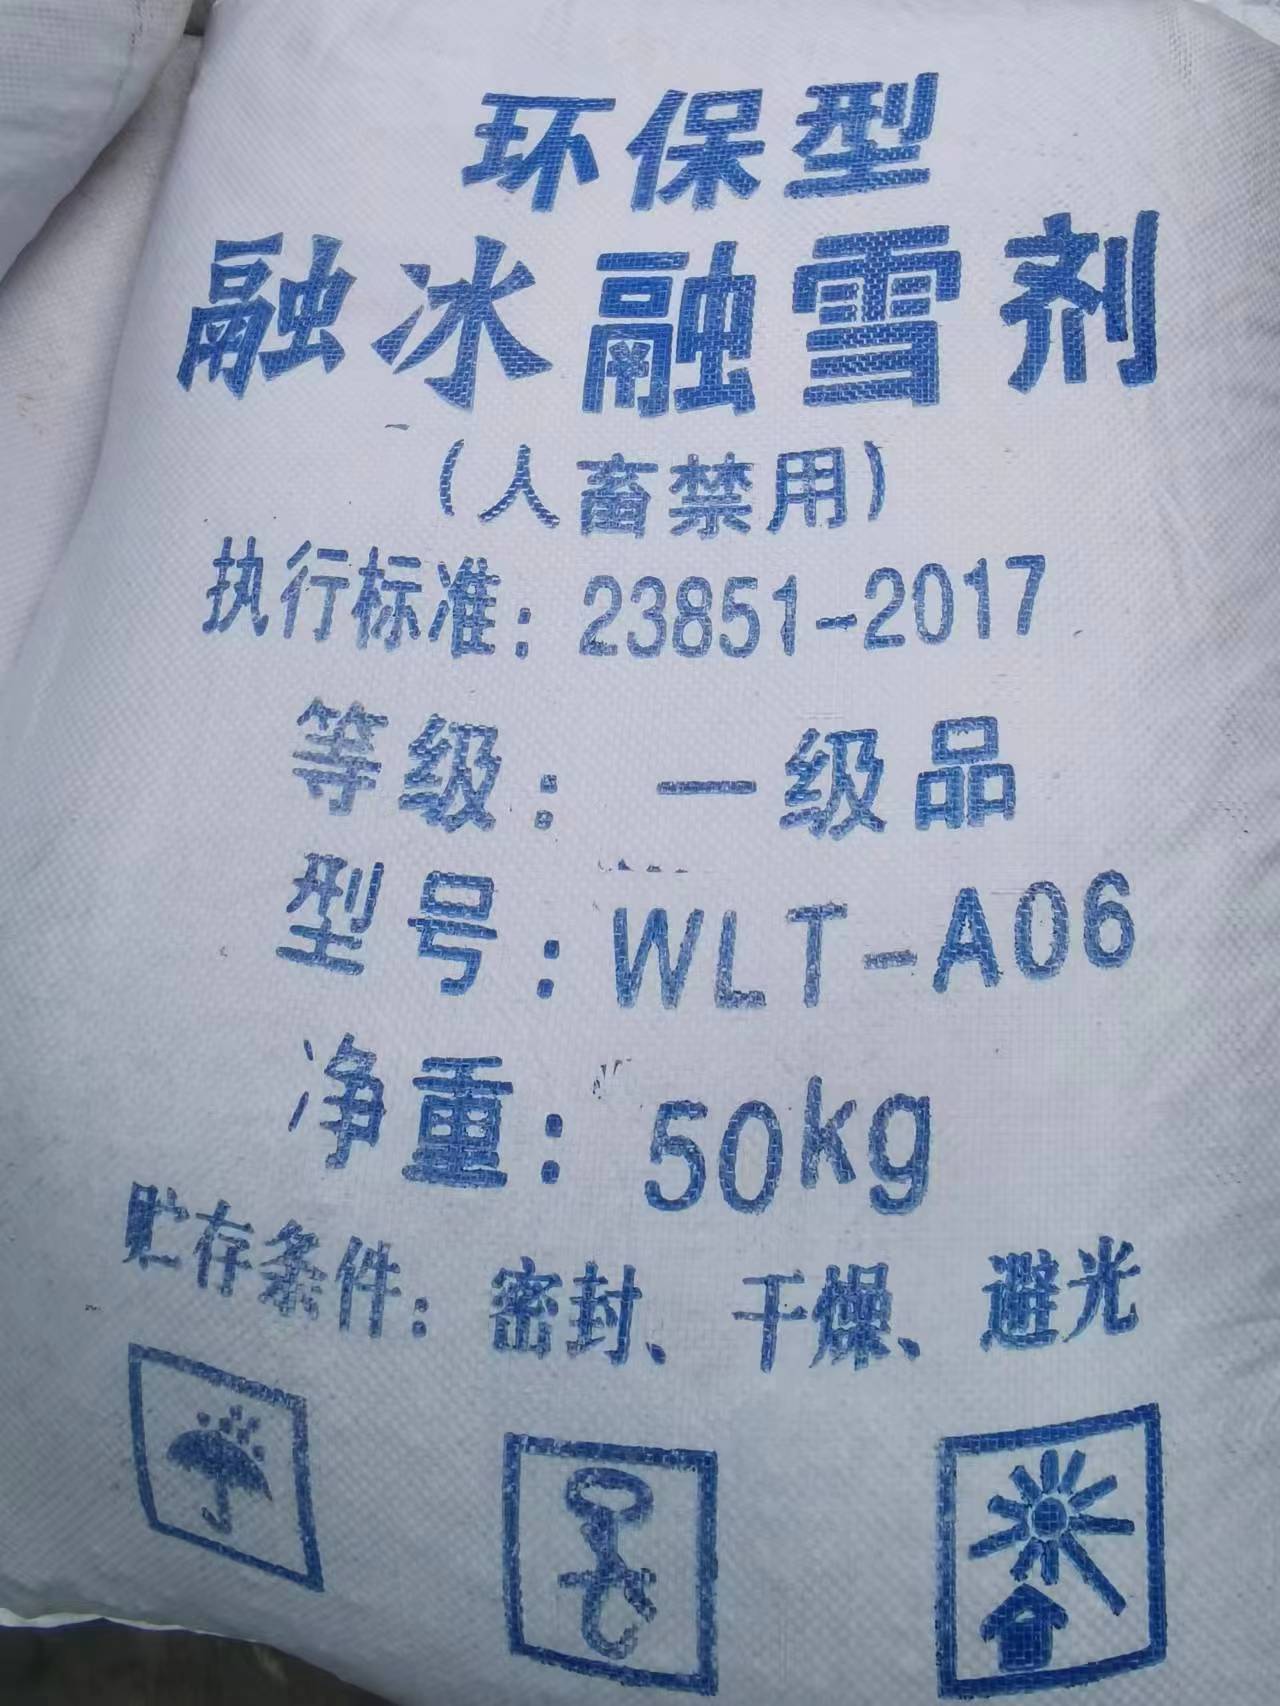 环保型
融冰融雪剂
(人畜禁用)
执行标准：23851-2017
等级：一级品
型号：WLT-A06
净重：50kg
贮存条件：密封、干燥、避光